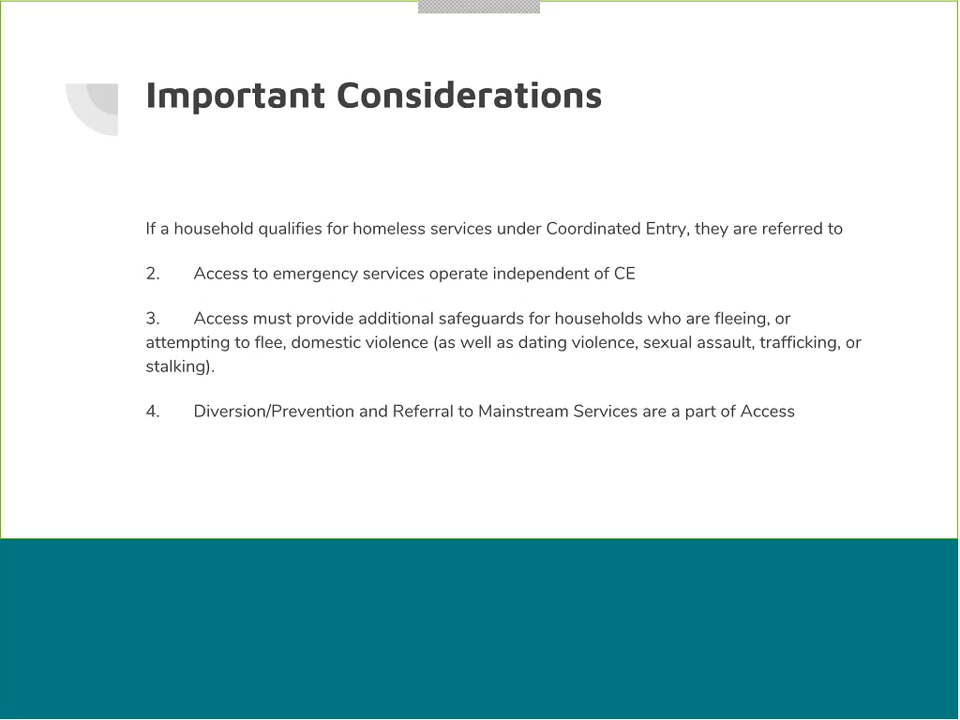 Important Considerations
If a household qualifies for homeless services under Coordinated Entry, they are referred to
2. Access to emergency services operate independent of CE
3. Access must provide additional safeguards for households who are fleeing, or
attempting to flee, domestic violence (as well as dating violence, sexual assault, trafficking, or
stalking).
4. Diversion/Prevention and Referral to Mainstream Services are a part of Access